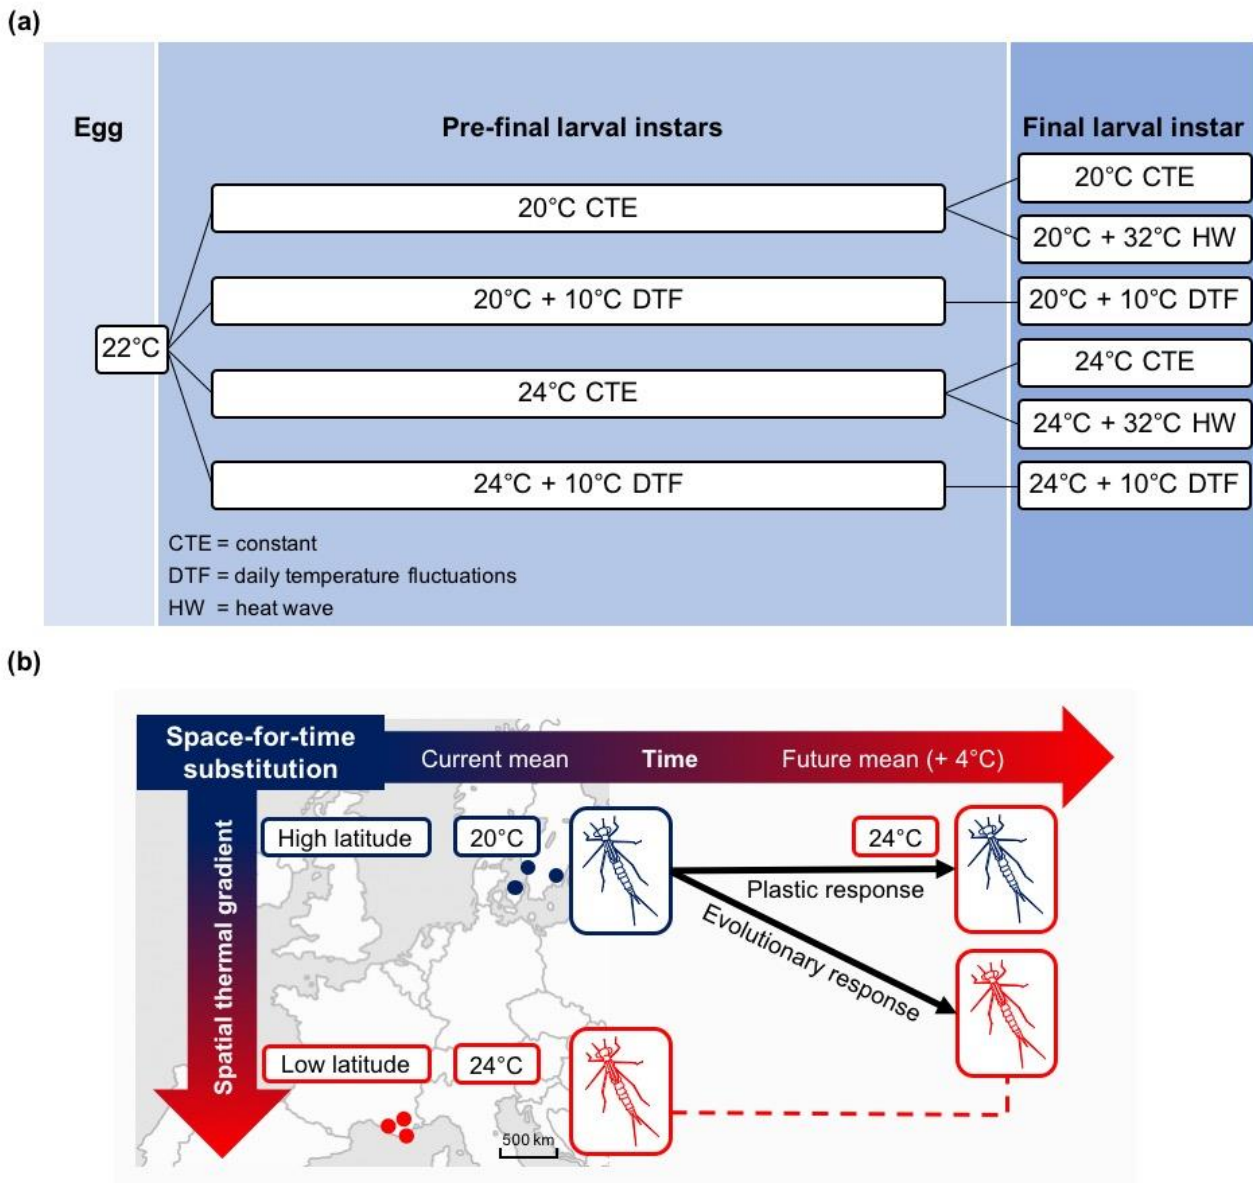 (a)
Egg
Pre-final larval instars
Final larval instar
22°C
20°C CTE
20°C + 10°C DTF
24°C CTE
24°C + 10°C DTF
20°C CTE
20°C + 32°C HW
20°C + 10°C DTF
24°C CTE
24°C + 32°C HW
24°C + 10°C DTF
CTE = constant
DTF = daily temperature fluctuations
HW = heat wave
(b)
Space-for-time
substitution
Current mean
Time
Future mean (+ 4°C)
Spatial thermal gradient
High latitude
20°C
24°C
Plastic response
Evolutionary response
Low latitude
24°C
500 km